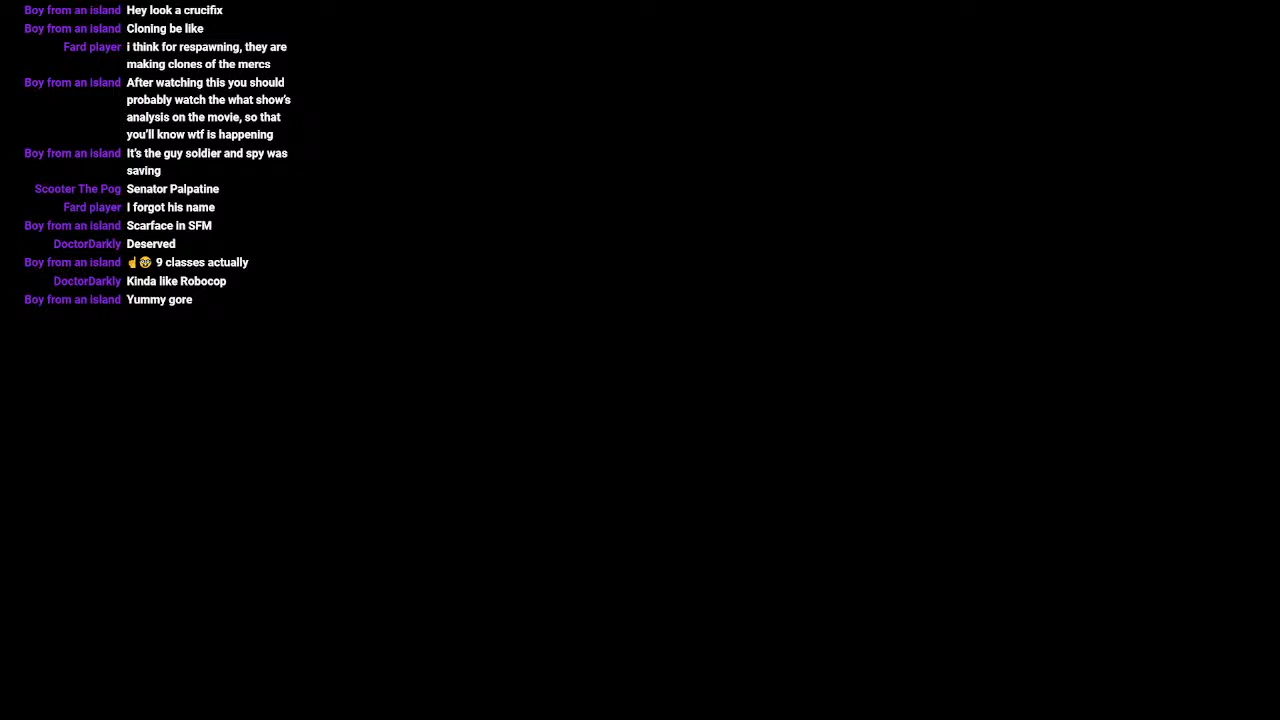 Boy from an island Hey look a crucifix
Boy from an island Cloning be like
Fard player i think for respawning, they are
making clones of the mercs
Boy from an island After watching this you should
probably watch the what show’s
analysis on the movie, so that
you’ll know wtf is happening
Boy from an island It’s the guy soldier and spy was
saving
Scooter The Pog Senator Palpatine
Fard player I forgot his name
Boy from an island Scarface in SFM
DoctorDarkly Deserved
Boy from an island ☝️🤓 9 classes actually
DoctorDarkly Kinda like Robocop
Boy from an island Yummy gore